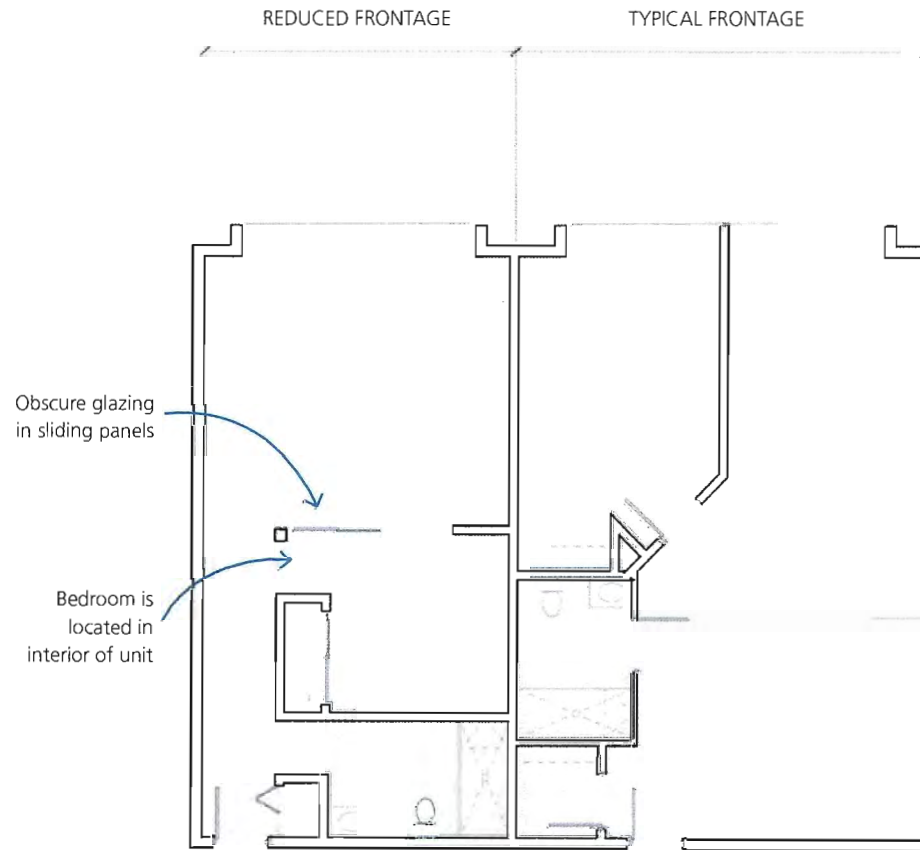 REDUCED FRONTAGE
TYPICAL FRONTAGE
Obscure glazing
in sliding panels
Bedroom is
located in
interior of unit